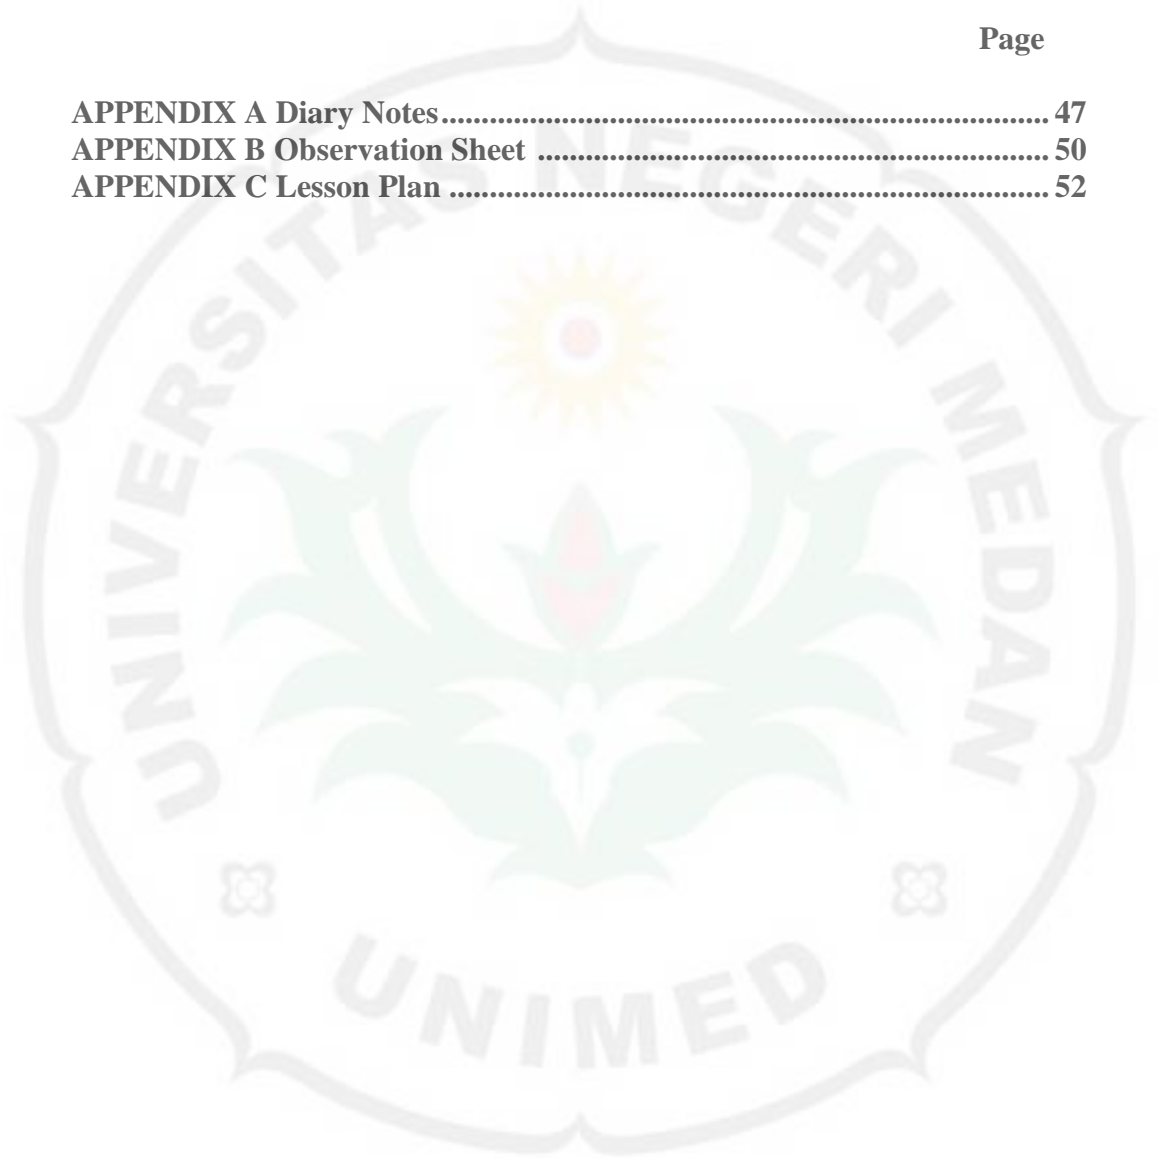 Page
APPENDIX A Diary Notes............................................................................ 47
APPENDIX B Observation Sheet ................................................................ 50
APPENDIX C Lesson Plan ........................................................................... 52
UNIVERSITAS NEGERI MEDAN
UNIMED